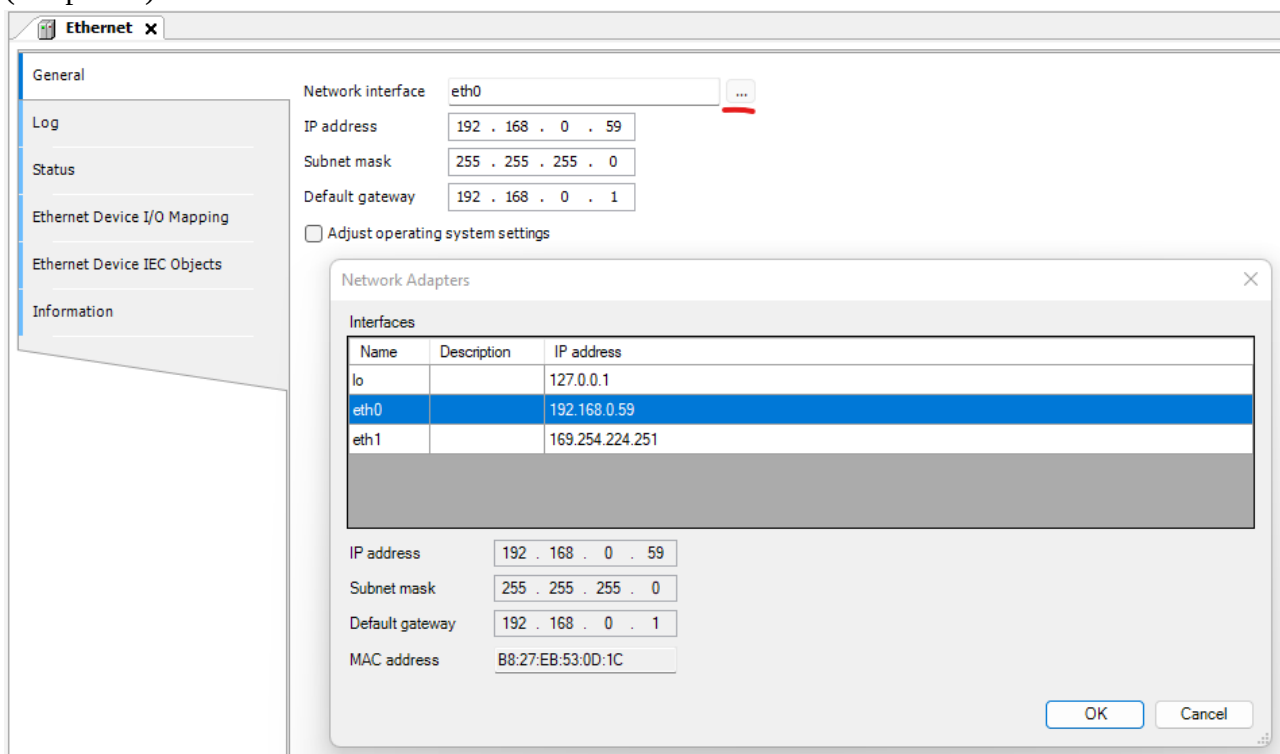 Ethernet x
General
Log
Status
Ethernet Device I/O Mapping
Ethernet Device IEC Objects
Information
Network interface eth0 ...
IP address 192 . 168 . 0 . 59
Subnet mask 255 . 255 . 255 . 0
Default gateway 192 . 168 . 0 . 1
Adjust operating system settings
Network Adapters
Interfaces
Name Description IP address
lo 127.0.0.1
eth0 192.168.0.59
eth1 169.254.224.251
IP address 192 . 168 . 0 . 59
Subnet mask 255 . 255 . 255 . 0
Default gateway 192 . 168 . 0 . 1
MAC address B8:27:EB:53:0D:1C
OK Cancel